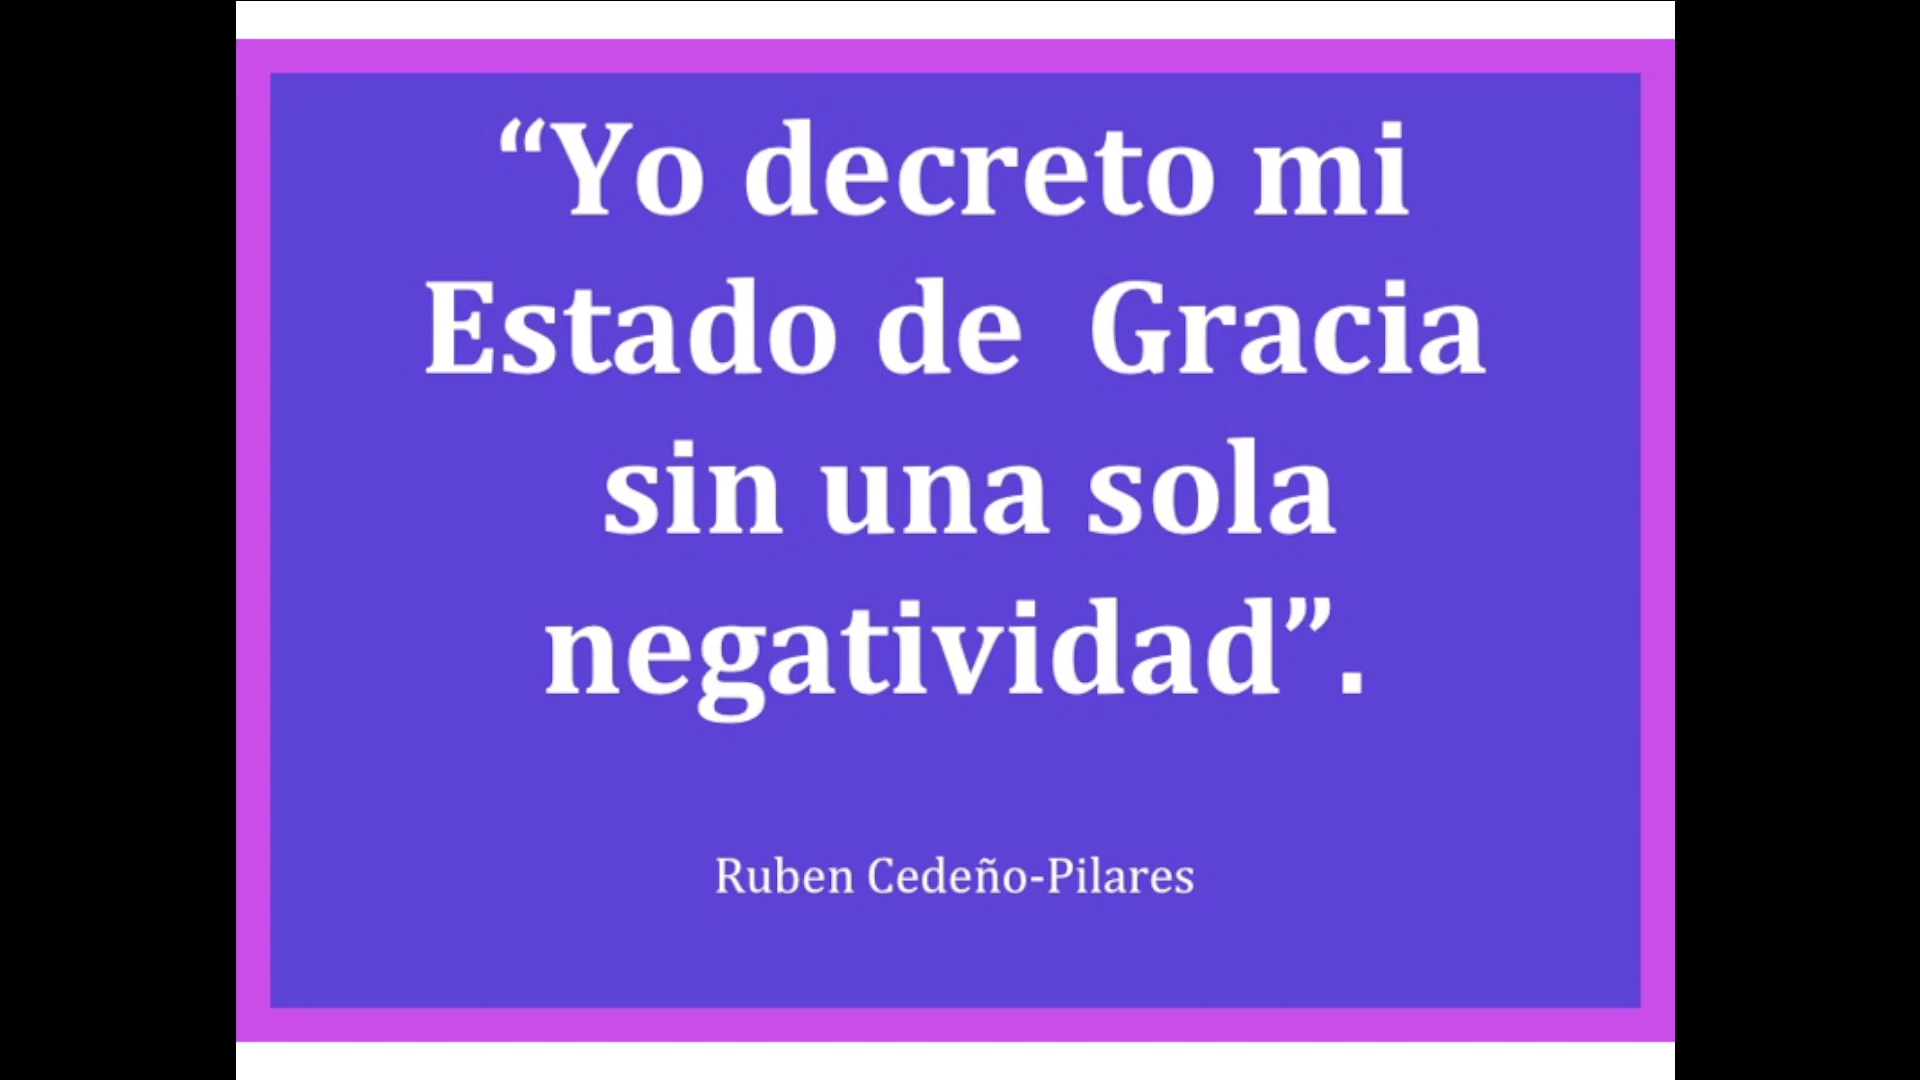 “Yo decreto mi
Estado de  Gracia
sin una sola
negatividad”.
Ruben Cedeño-Pilares